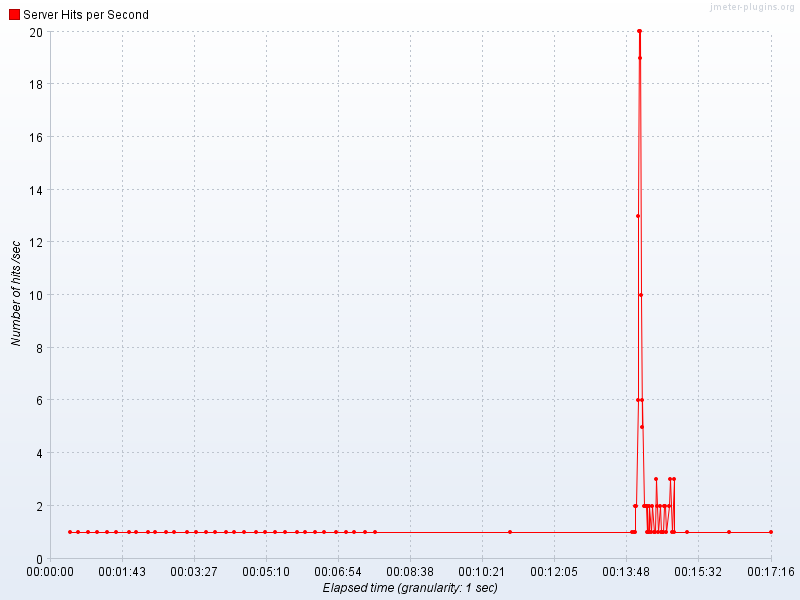 jmeter-plugins.org
Server Hits per Second
20
18
16
14
12
10
8
6
4
2
0
Number of hits/sec
00:00:00 00:01:43 00:03:27 00:05:10 00:06:54 00:08:38 00:10:21 00:12:05 00:13:48 00:15:32 00:17:16
Elapsed time (granularity: 1 sec)